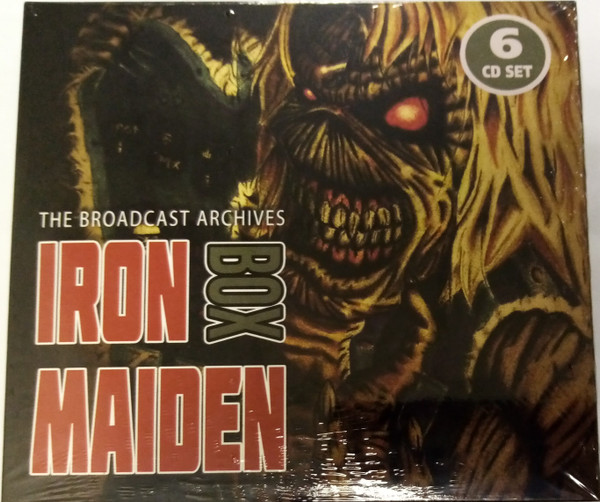 6
CD SET
THE BROADCAST ARCHIVES
IRON
BOX
MAIDEN